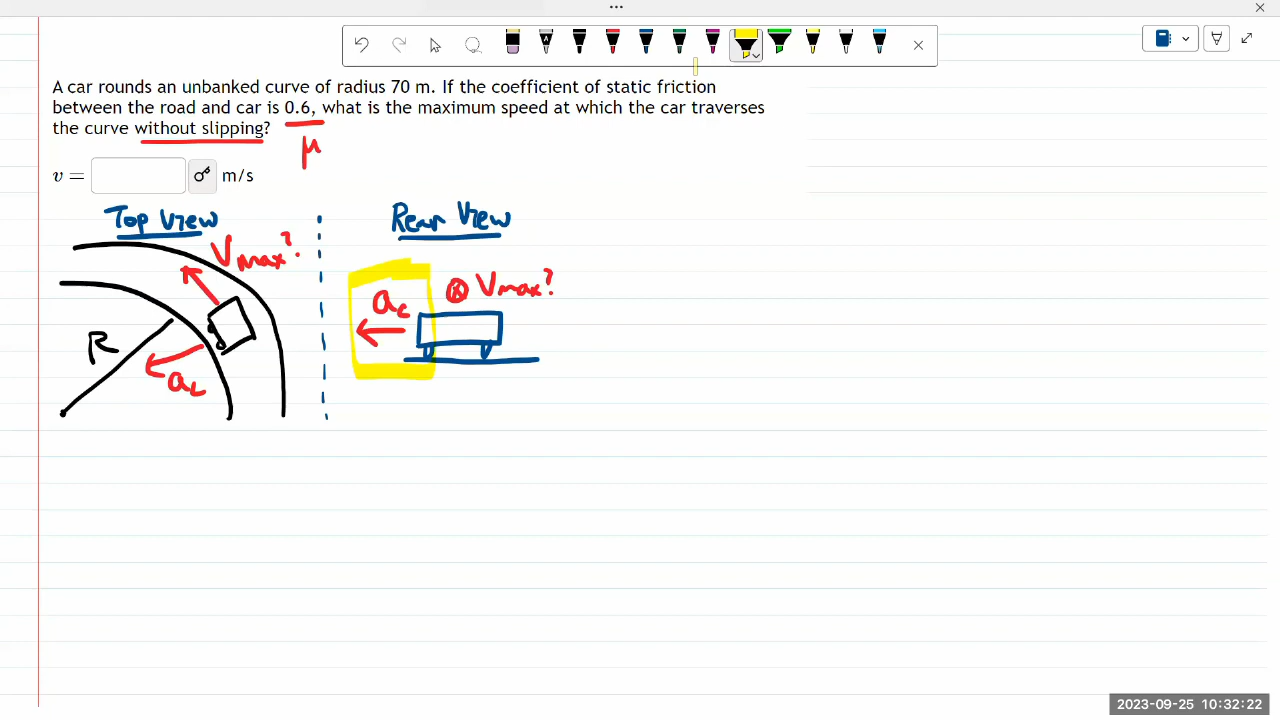 A car rounds an unbanked curve of radius 70 m. If the coefficient of static friction
between the road and car is 0.6, what is the maximum speed at which the car traverses
the curve without slipping?
μ
v = m/s
Top View
Rear View
Vmax?
ac
Vmax?
R
ac
2023-09-25 10:32:22